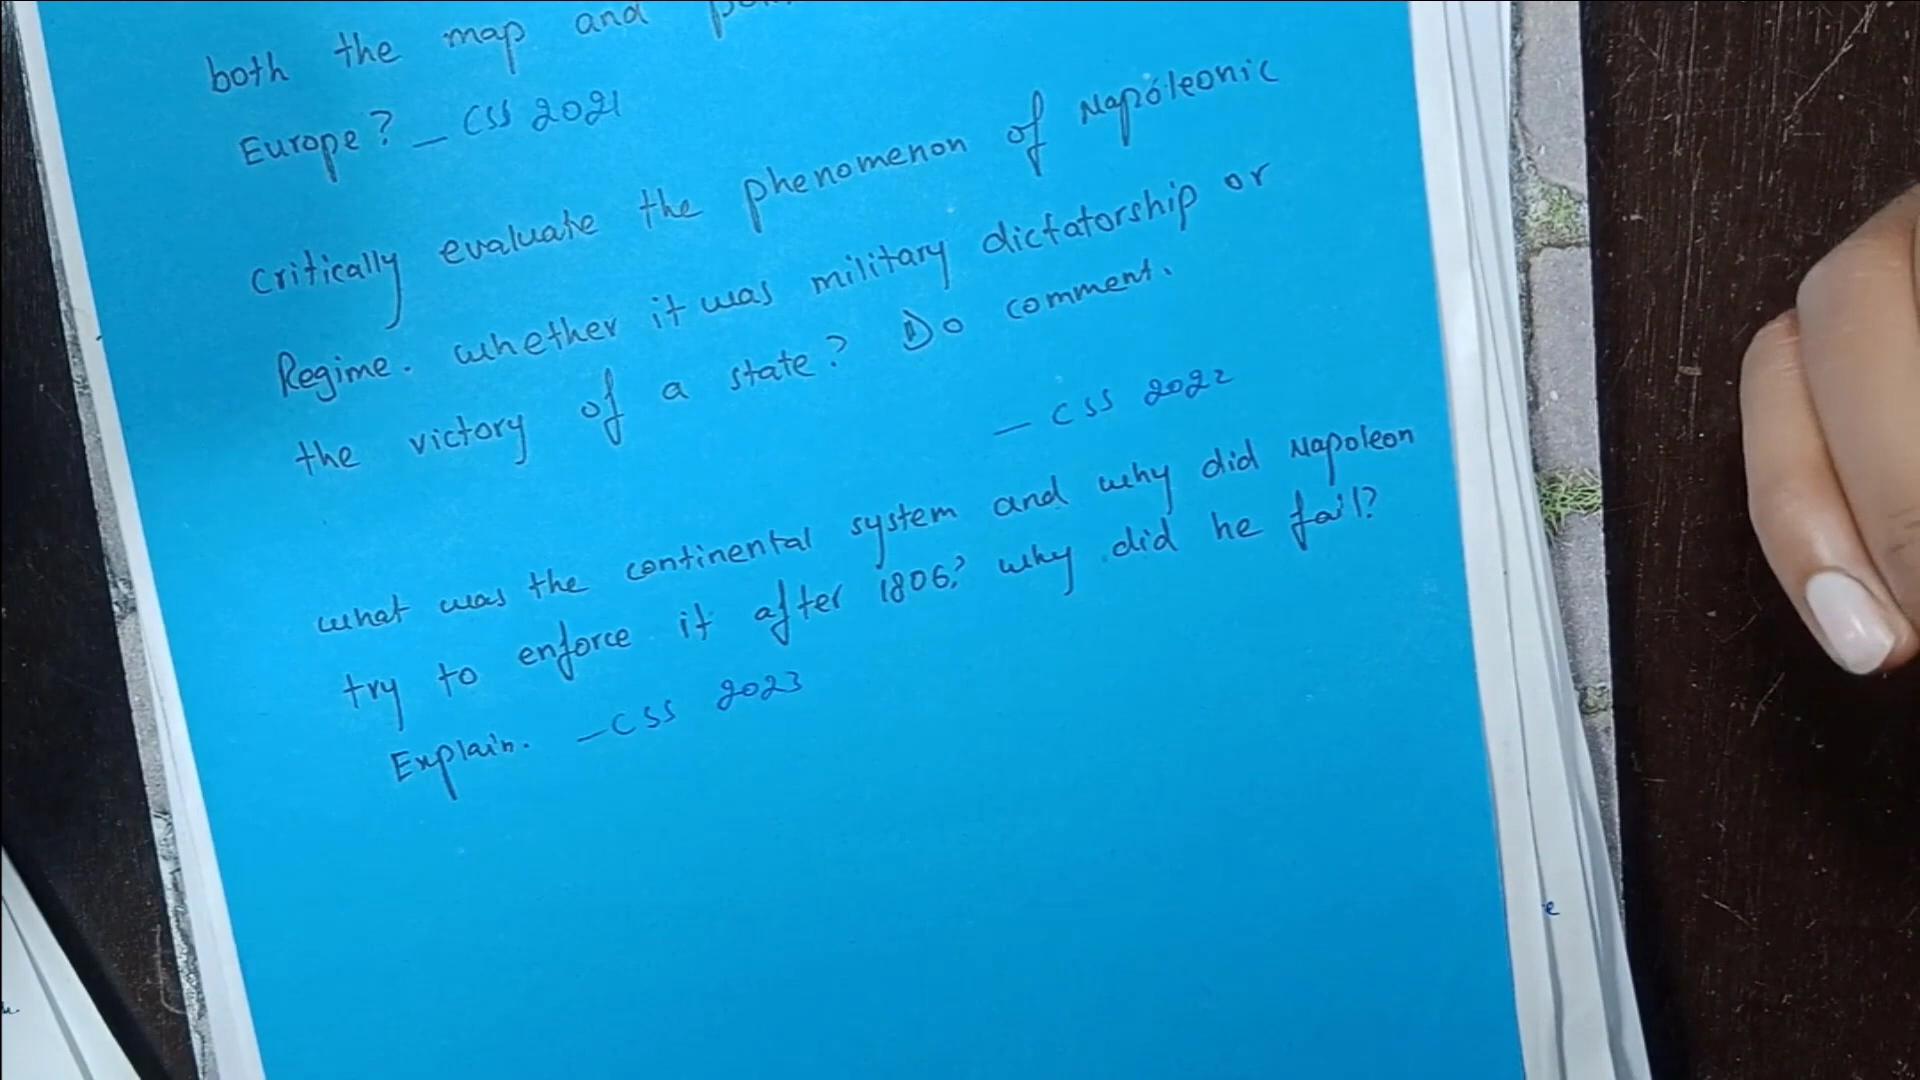 both the map and
Europe? _ CSS 2021
Critically evaluate the phenomenon of Napoleonic
Regime. whether it was military dictatorship or
the victory of a state? Do comment.
_ CSS 2022
what was the continental system and why did Napoleon
try to enforce it after 1806? why did he fail?
Explain. _CSS 2023
e